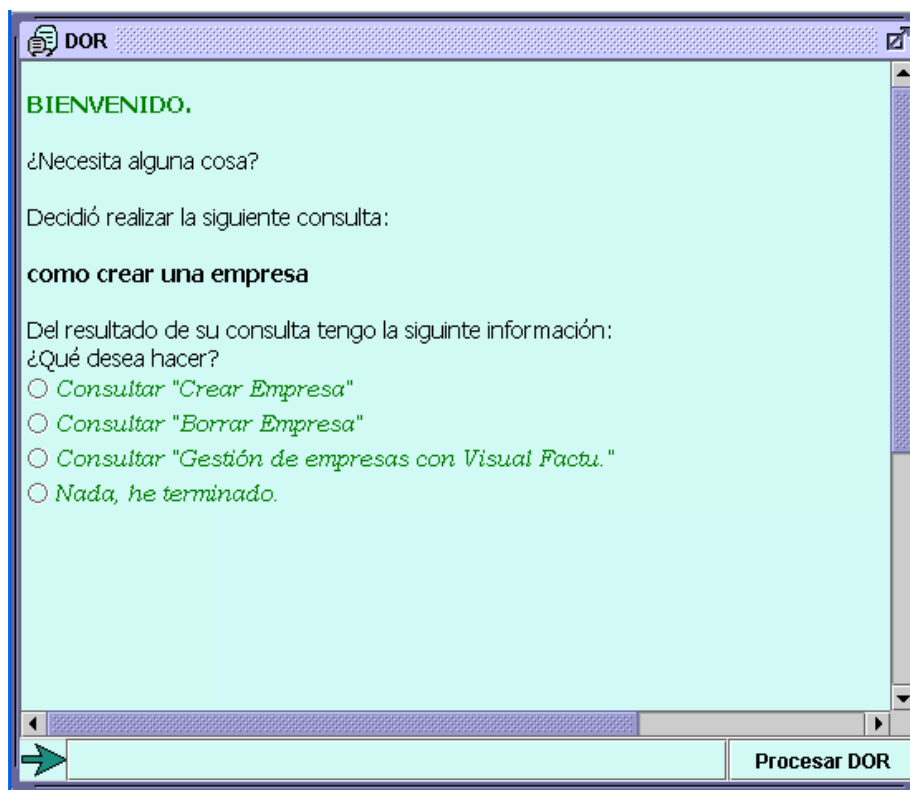 DOR
BIENVENIDO.
¿Necesita alguna cosa?
Decidió realizar la siguiente consulta:
como crear una empresa
Del resultado de su consulta tengo la siguinte información:
¿Qué desea hacer?
Consultar "Crear Empresa"
Consultar "Borrar Empresa"
Consultar "Gestión de empresas con Visual Factu."
Nada, he terminado.
Procesar DOR